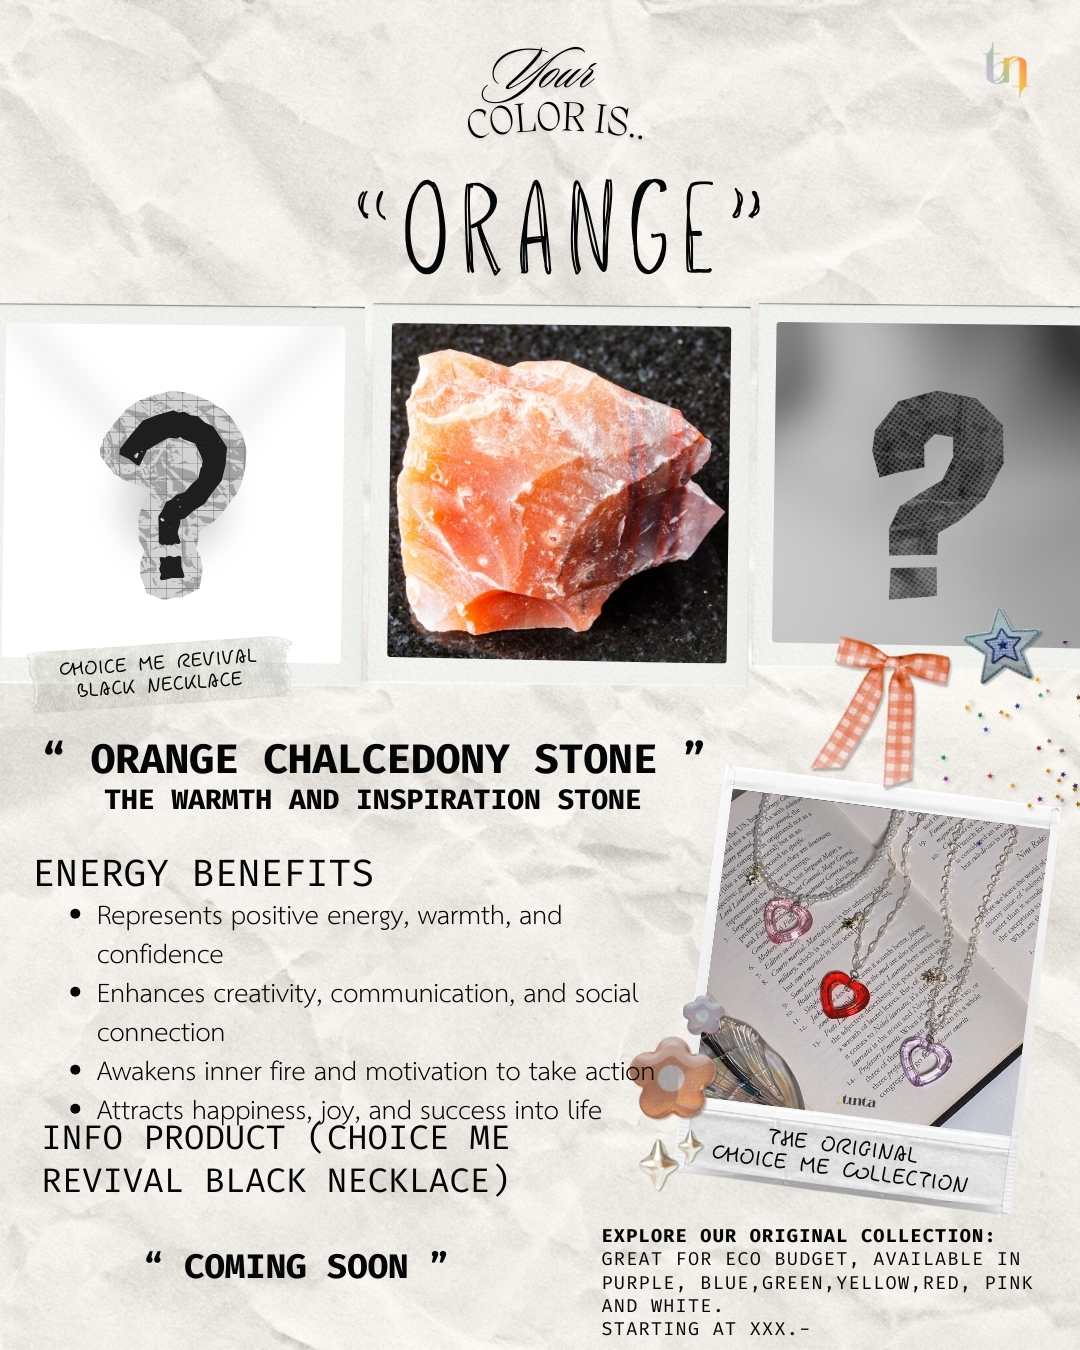 Your
COLOR IS..
tn
“ORANGE”
?
?
CHOICE ME REVIVAL
BLACK NECKLACE
“ ORANGE CHALCEDONY STONE ”
THE WARMTH AND INSPIRATION STONE
ENERGY BENEFITS
• Represents positive energy, warmth, and
confidence
• Enhances creativity, communication, and social
connection
• Awakens inner fire and motivation to take action
• Attracts happiness, joy, and success into life
INFO PRODUCT (CHOICE ME
REVIVAL BLACK NECKLACE)
“ COMING SOON ”
.tunta
THE ORIGINAL
CHOICE ME COLLECTION
EXPLORE OUR ORIGINAL COLLECTION:
GREAT FOR ECO BUDGET, AVAILABLE IN
PURPLE, BLUE,GREEN,YELLOW,RED, PINK
AND WHITE.
STARTING AT XXX.-